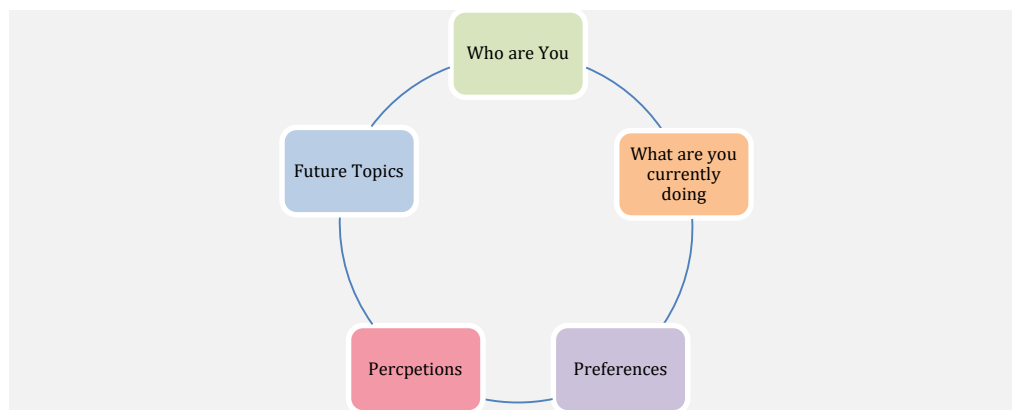 Who are You
What are you
currently
doing
Preferences
Percpetions
Future Topics